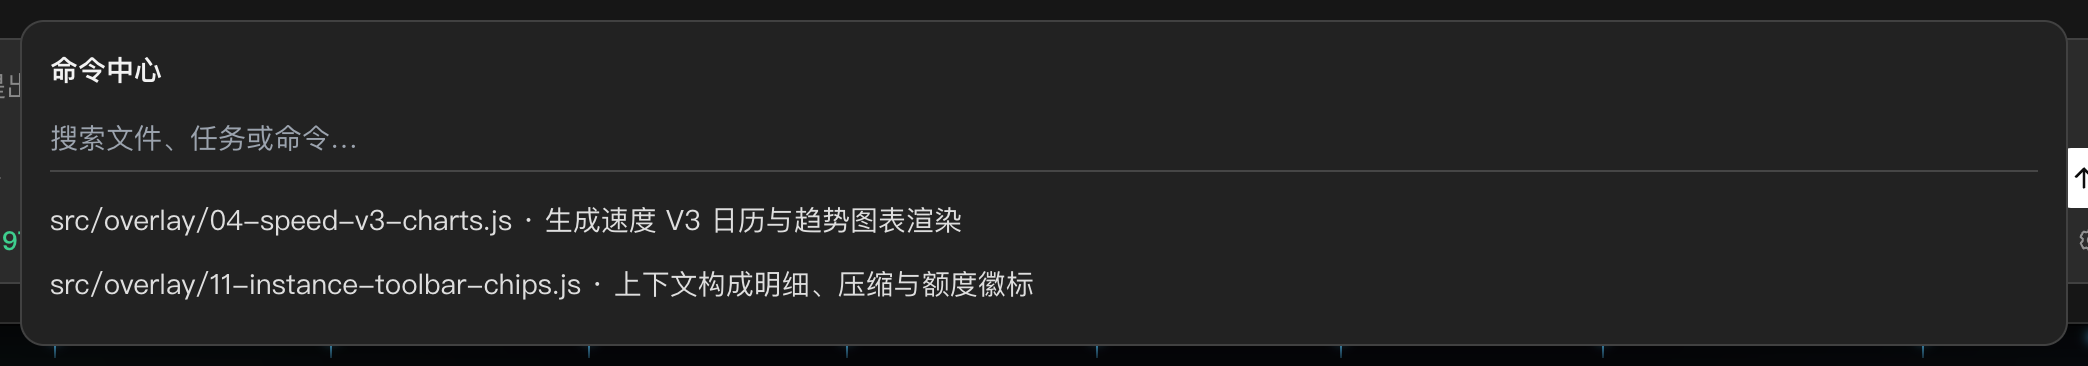 命令中心
搜索文件、任务或命令...
src/overlay/04-speed-v3-charts.js · 生成速度 V3 日历与趋势图表渲染
src/overlay/11-instance-toolbar-chips.js · 上下文构成明细、压缩与额度徽标